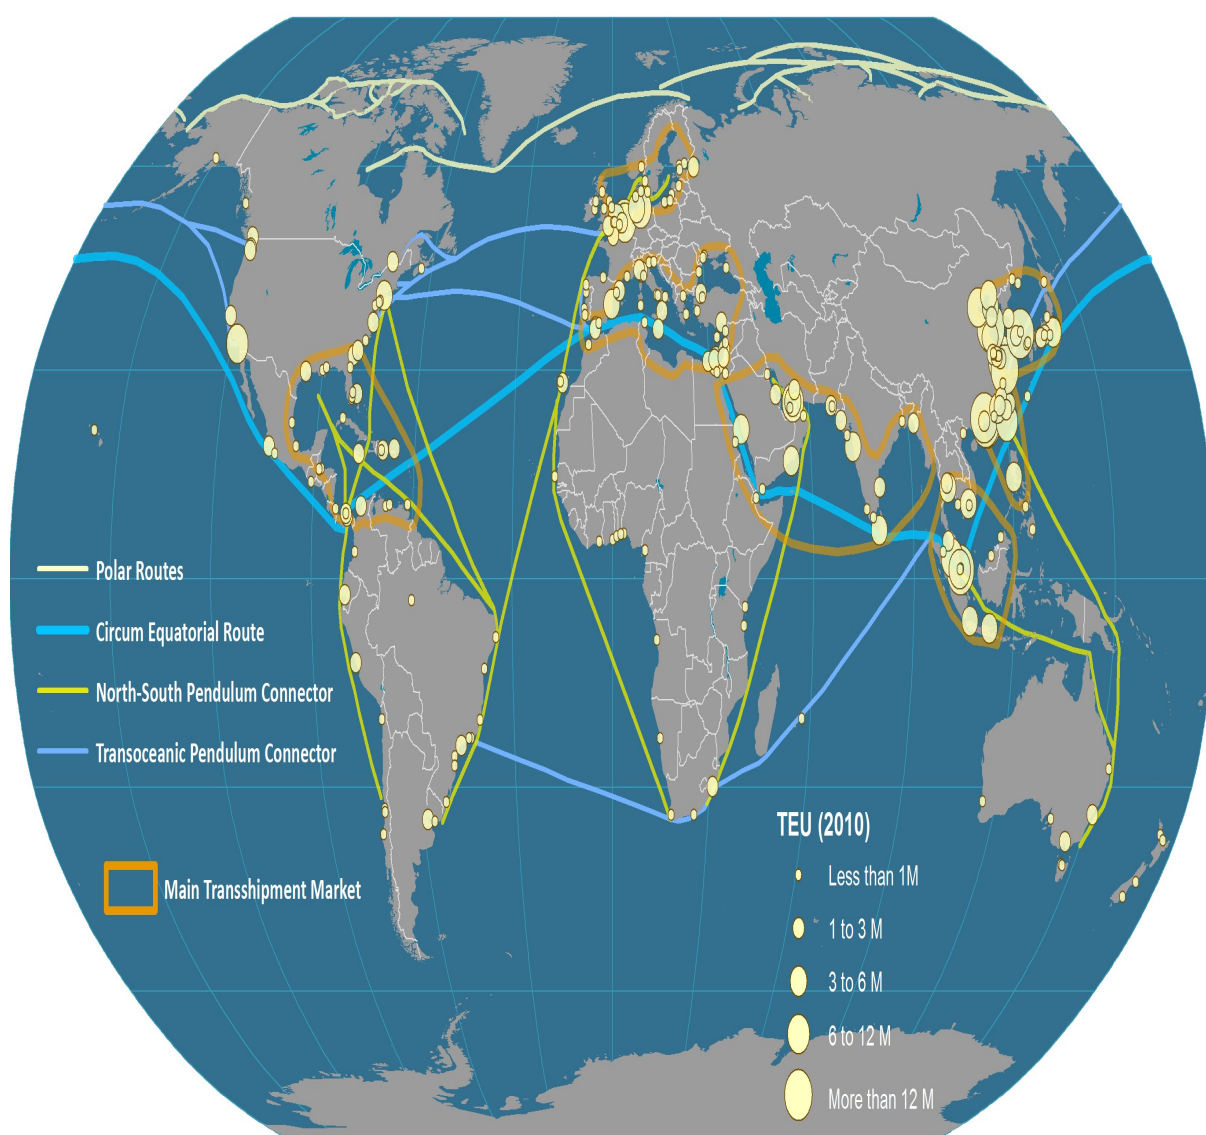 Polar Routes
Circum Equatorial Route
North-South Pendulum Connector
Transoceanic Pendulum Connector
Main Transshipment Market
TEU (2010)
Less than 1M
1 to 3 M
3 to 6 M
6 to 12 M
More than 12 M